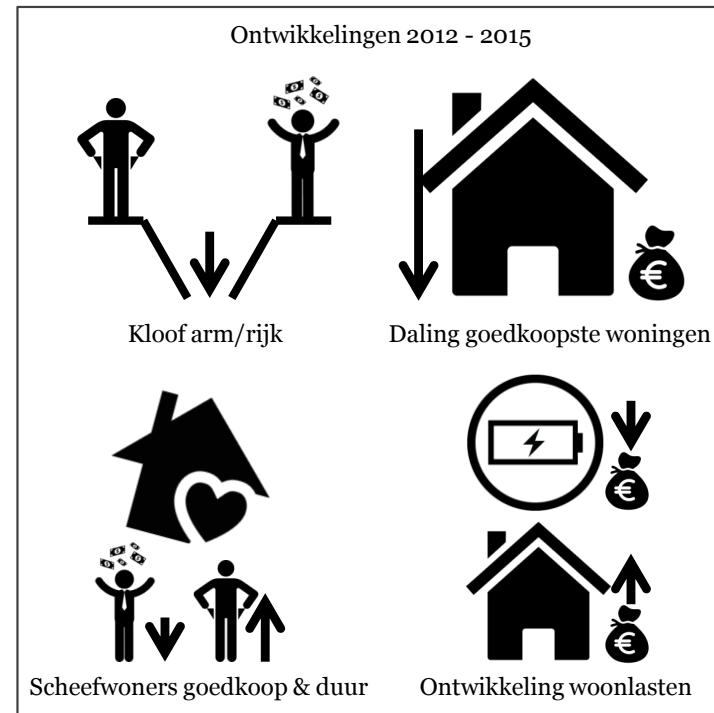 Ontwikkelingen 2012 - 2015
Kloof arm/rijk
Daling goedkoopste woningen
€
Scheefwoners goedkoop & duur
Ontwikkeling woonlasten
€
€